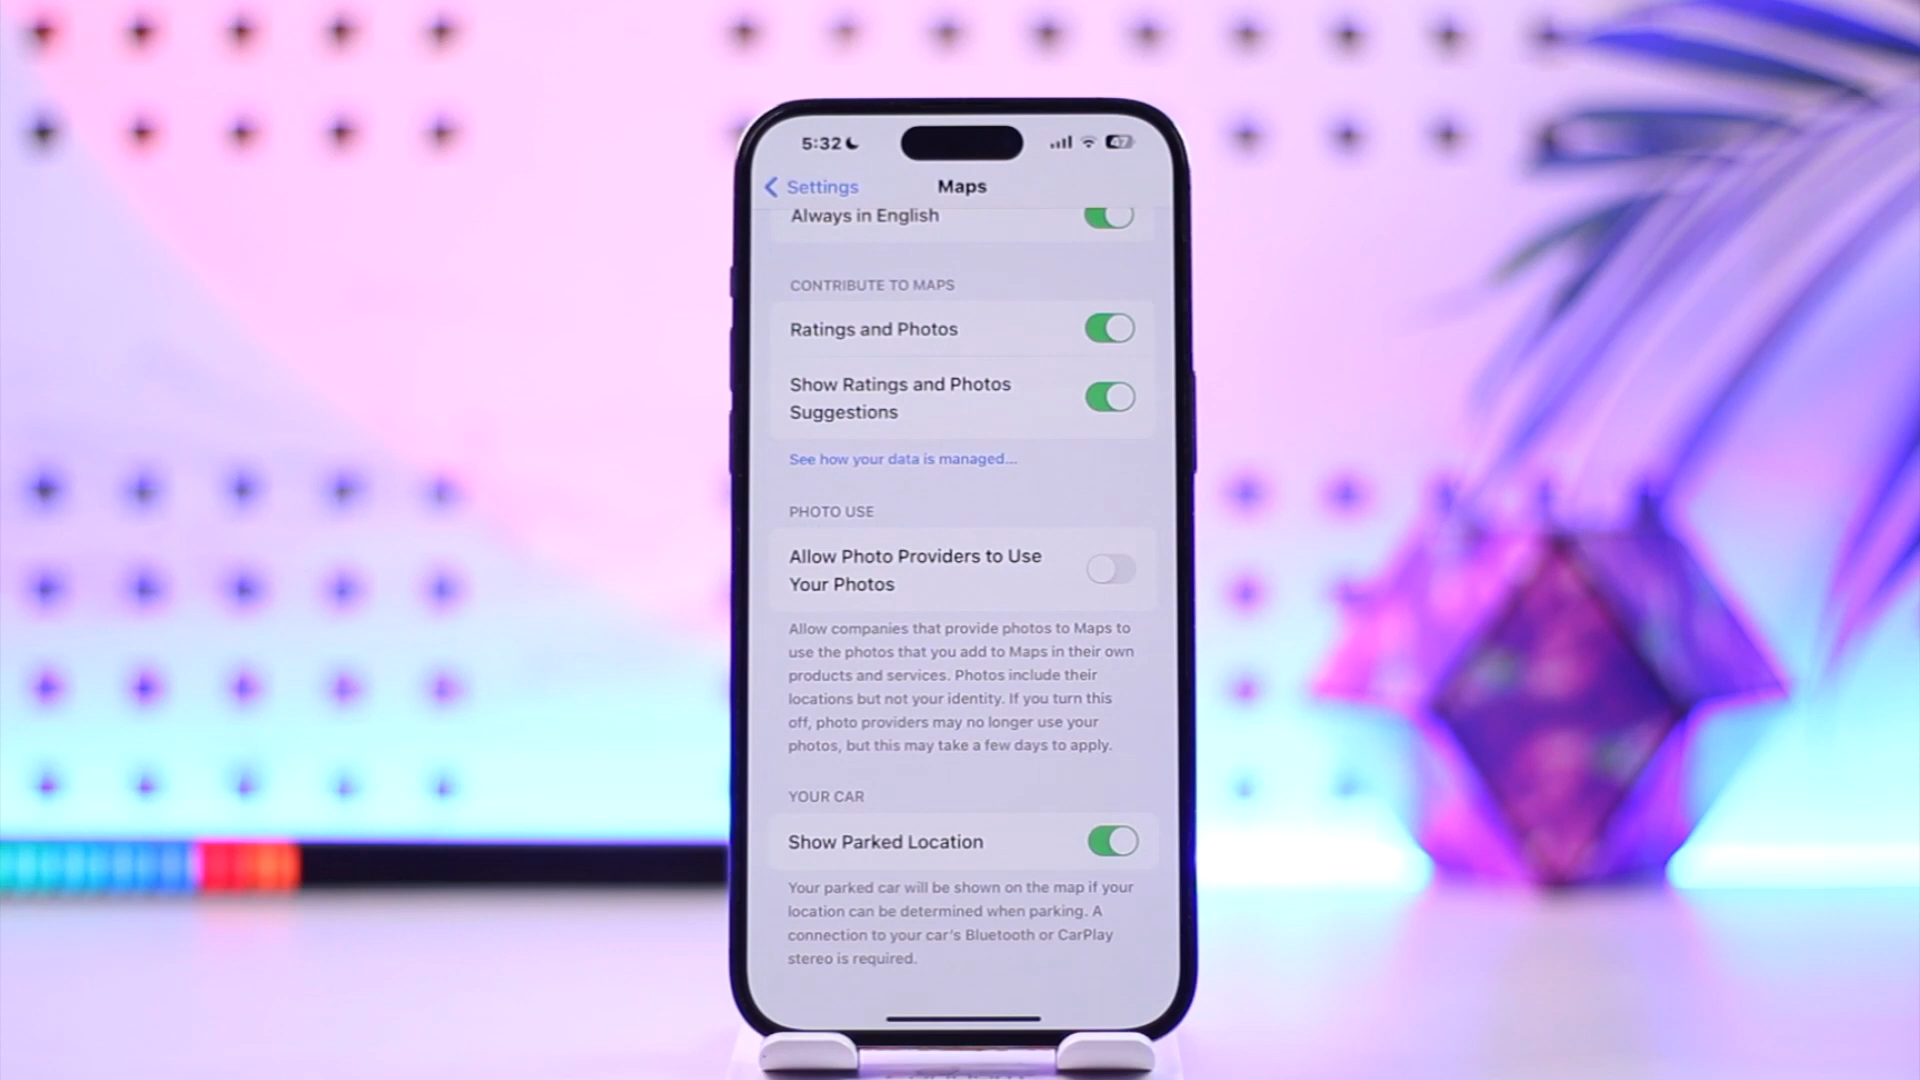 5:32
47
Settings
Maps
Always in English
CONTRIBUTE TO MAPS
Ratings and Photos
Show Ratings and Photos
Suggestions
See how your data is managed...
PHOTO USE
Allow Photo Providers to Use
Your Photos
Allow companies that provide photos to Maps to
use the photos that you add to Maps in their own
products and services. Photos include their
locations but not your identity. If you turn this
off, photo providers may no longer use your
photos, but this may take a few days to apply.
YOUR CAR
Show Parked Location
Your parked car will be shown on the map if your
location can be determined when parking. A
connection to your car's Bluetooth or CarPlay
stereo is required.